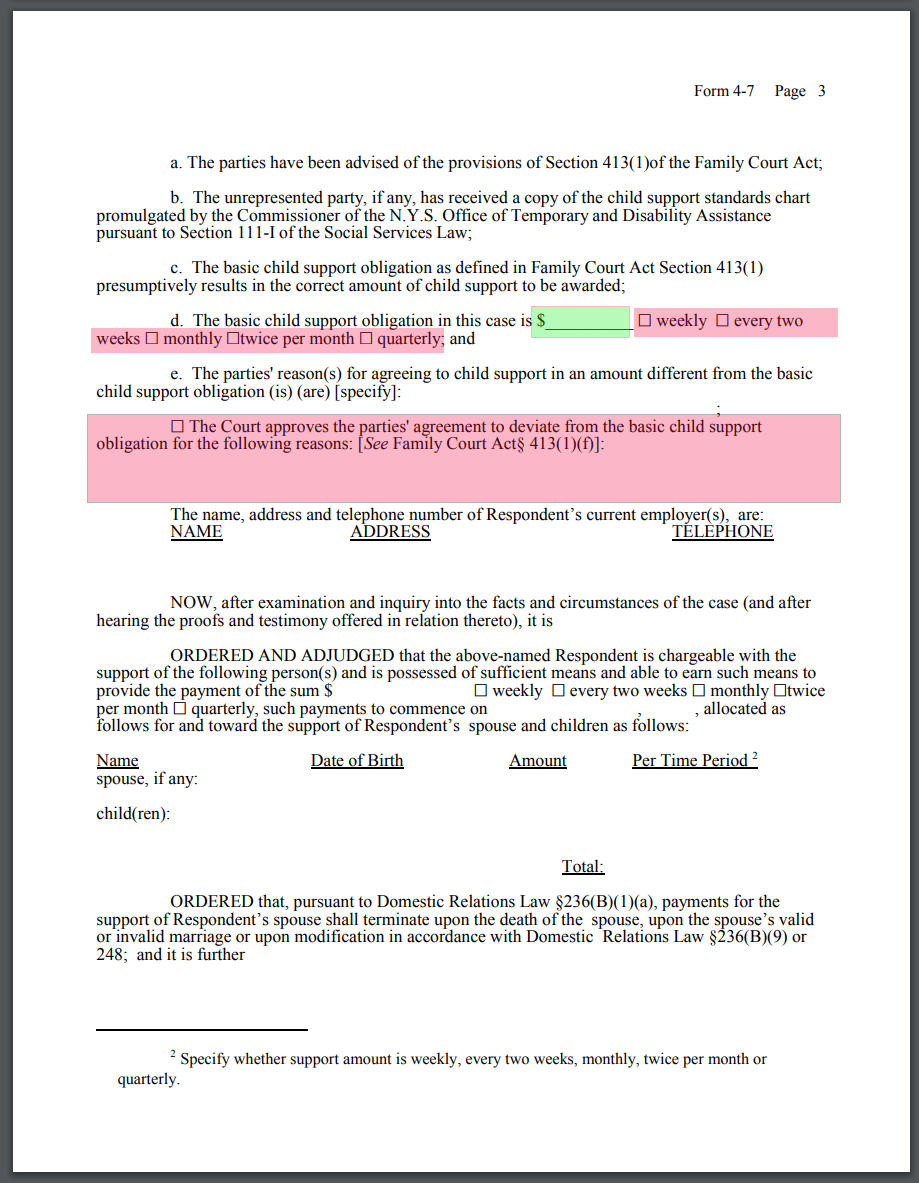 Form 4-7 Page 3
a. The parties have been advised of the provisions of Section 413(1)of the Family Court Act;
b. The unrepresented party, if any, has received a copy of the child support standards chart
promulgated by the Commissioner of the N.Y.S. Office of Temporary and Disability Assistance
pursuant to Section 111-I of the Social Services Law;
c. The basic child support obligation as defined in Family Court Act Section 413(1)
presumptively results in the correct amount of child support to be awarded;
d. The basic child support obligation in this case is $__________ ☐ weekly ☐ every two
weeks ☐ monthly ☐twice per month ☐ quarterly; and
e. The parties' reason(s) for agreeing to child support in an amount different from the basic
child support obligation (is) (are) [specify]:
;
☐ The Court approves the parties' agreement to deviate from the basic child support
obligation for the following reasons: [See Family Court Act§ 413(1)(f)]:
The name, address and telephone number of Respondent’s current employer(s), are:
NAME ADDRESS TELEPHONE
NOW, after examination and inquiry into the facts and circumstances of the case (and after
hearing the proofs and testimony offered in relation thereto), it is
ORDERED AND ADJUDGED that the above-named Respondent is chargeable with the
support of the following person(s) and is possessed of sufficient means and able to earn such means to
provide the payment of the sum $ ☐ weekly ☐ every two weeks ☐ monthly ☐twice
per month ☐ quarterly, such payments to commence on , , allocated as
follows for and toward the support of Respondent’s spouse and children as follows:
Name Date of Birth Amount Per Time Period 2
spouse, if any:
child(ren):
Total:
ORDERED that, pursuant to Domestic Relations Law §236(B)(1)(a), payments for the
support of Respondent’s spouse shall terminate upon the death of the spouse, upon the spouse’s valid
or invalid marriage or upon modification in accordance with Domestic Relations Law §236(B)(9) or
248; and it is further
2 Specify whether support amount is weekly, every two weeks, monthly, twice per month or
quarterly.